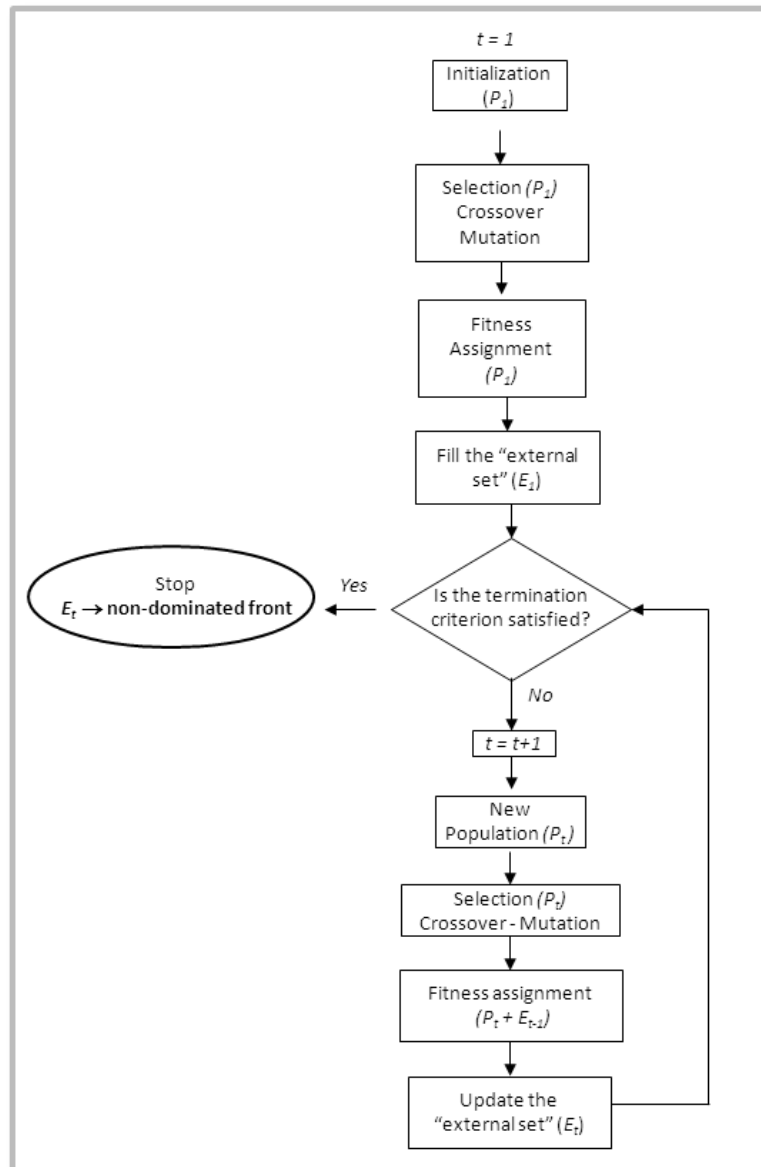 t = 1
Initialization
(P₁)
Selection (P₁)
Crossover
Mutation
Fitness
Assignment
(P₁)
Fill the “external
set” (E₁)
Is the termination
criterion satisfied?
Yes
Stop
Eₜ → non-dominated front
No
t = t+1
New
Population (Pₜ)
Selection (Pₜ)
Crossover - Mutation
Fitness assignment
(Pₜ + Eₜ₋₁)
Update the
“external set” (Eₜ)